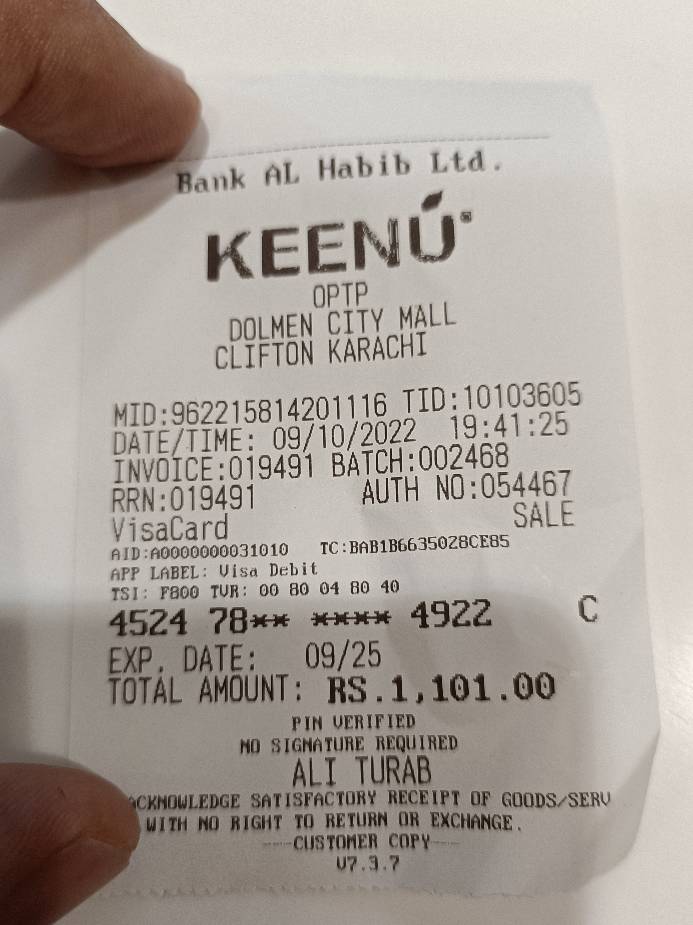 Bank AL Habib Ltd.
KEENÚ®
OPTP
DOLMEN CITY MALL
CLIFTON KARACHI
MID:962215814201116 TID:10103605
DATE/TIME: 09/10/2022 19:41:25
INVOICE:019491 BATCH:002468
RRN:019491 AUTH NO:054467
VisaCard SALE
AID:A0000000031010 TC:BAB1B6635028CE85
APP LABEL: Visa Debit
TSI: F800 TVR: 00 80 04 80 40
4524 78** **** 4922 C
EXP. DATE: 09/25
TOTAL AMOUNT: RS.1,101.00
PIN VERIFIED
NO SIGNATURE REQUIRED
ALI TURAB
ACKNOWLEDGE SATISFACTORY RECEIPT OF GOODS/SERV
WITH NO RIGHT TO RETURN OR EXCHANGE.
----CUSTOMER COPY----
V7.3.7